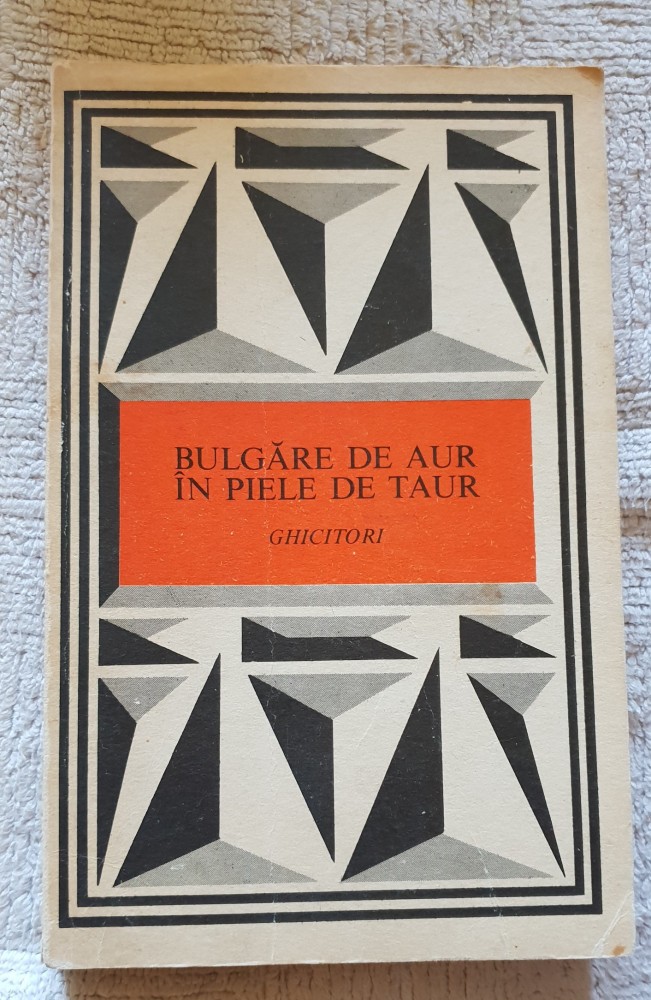 BULGĂRE DE AUR
ÎN PIELE DE TAUR
GHICITORI